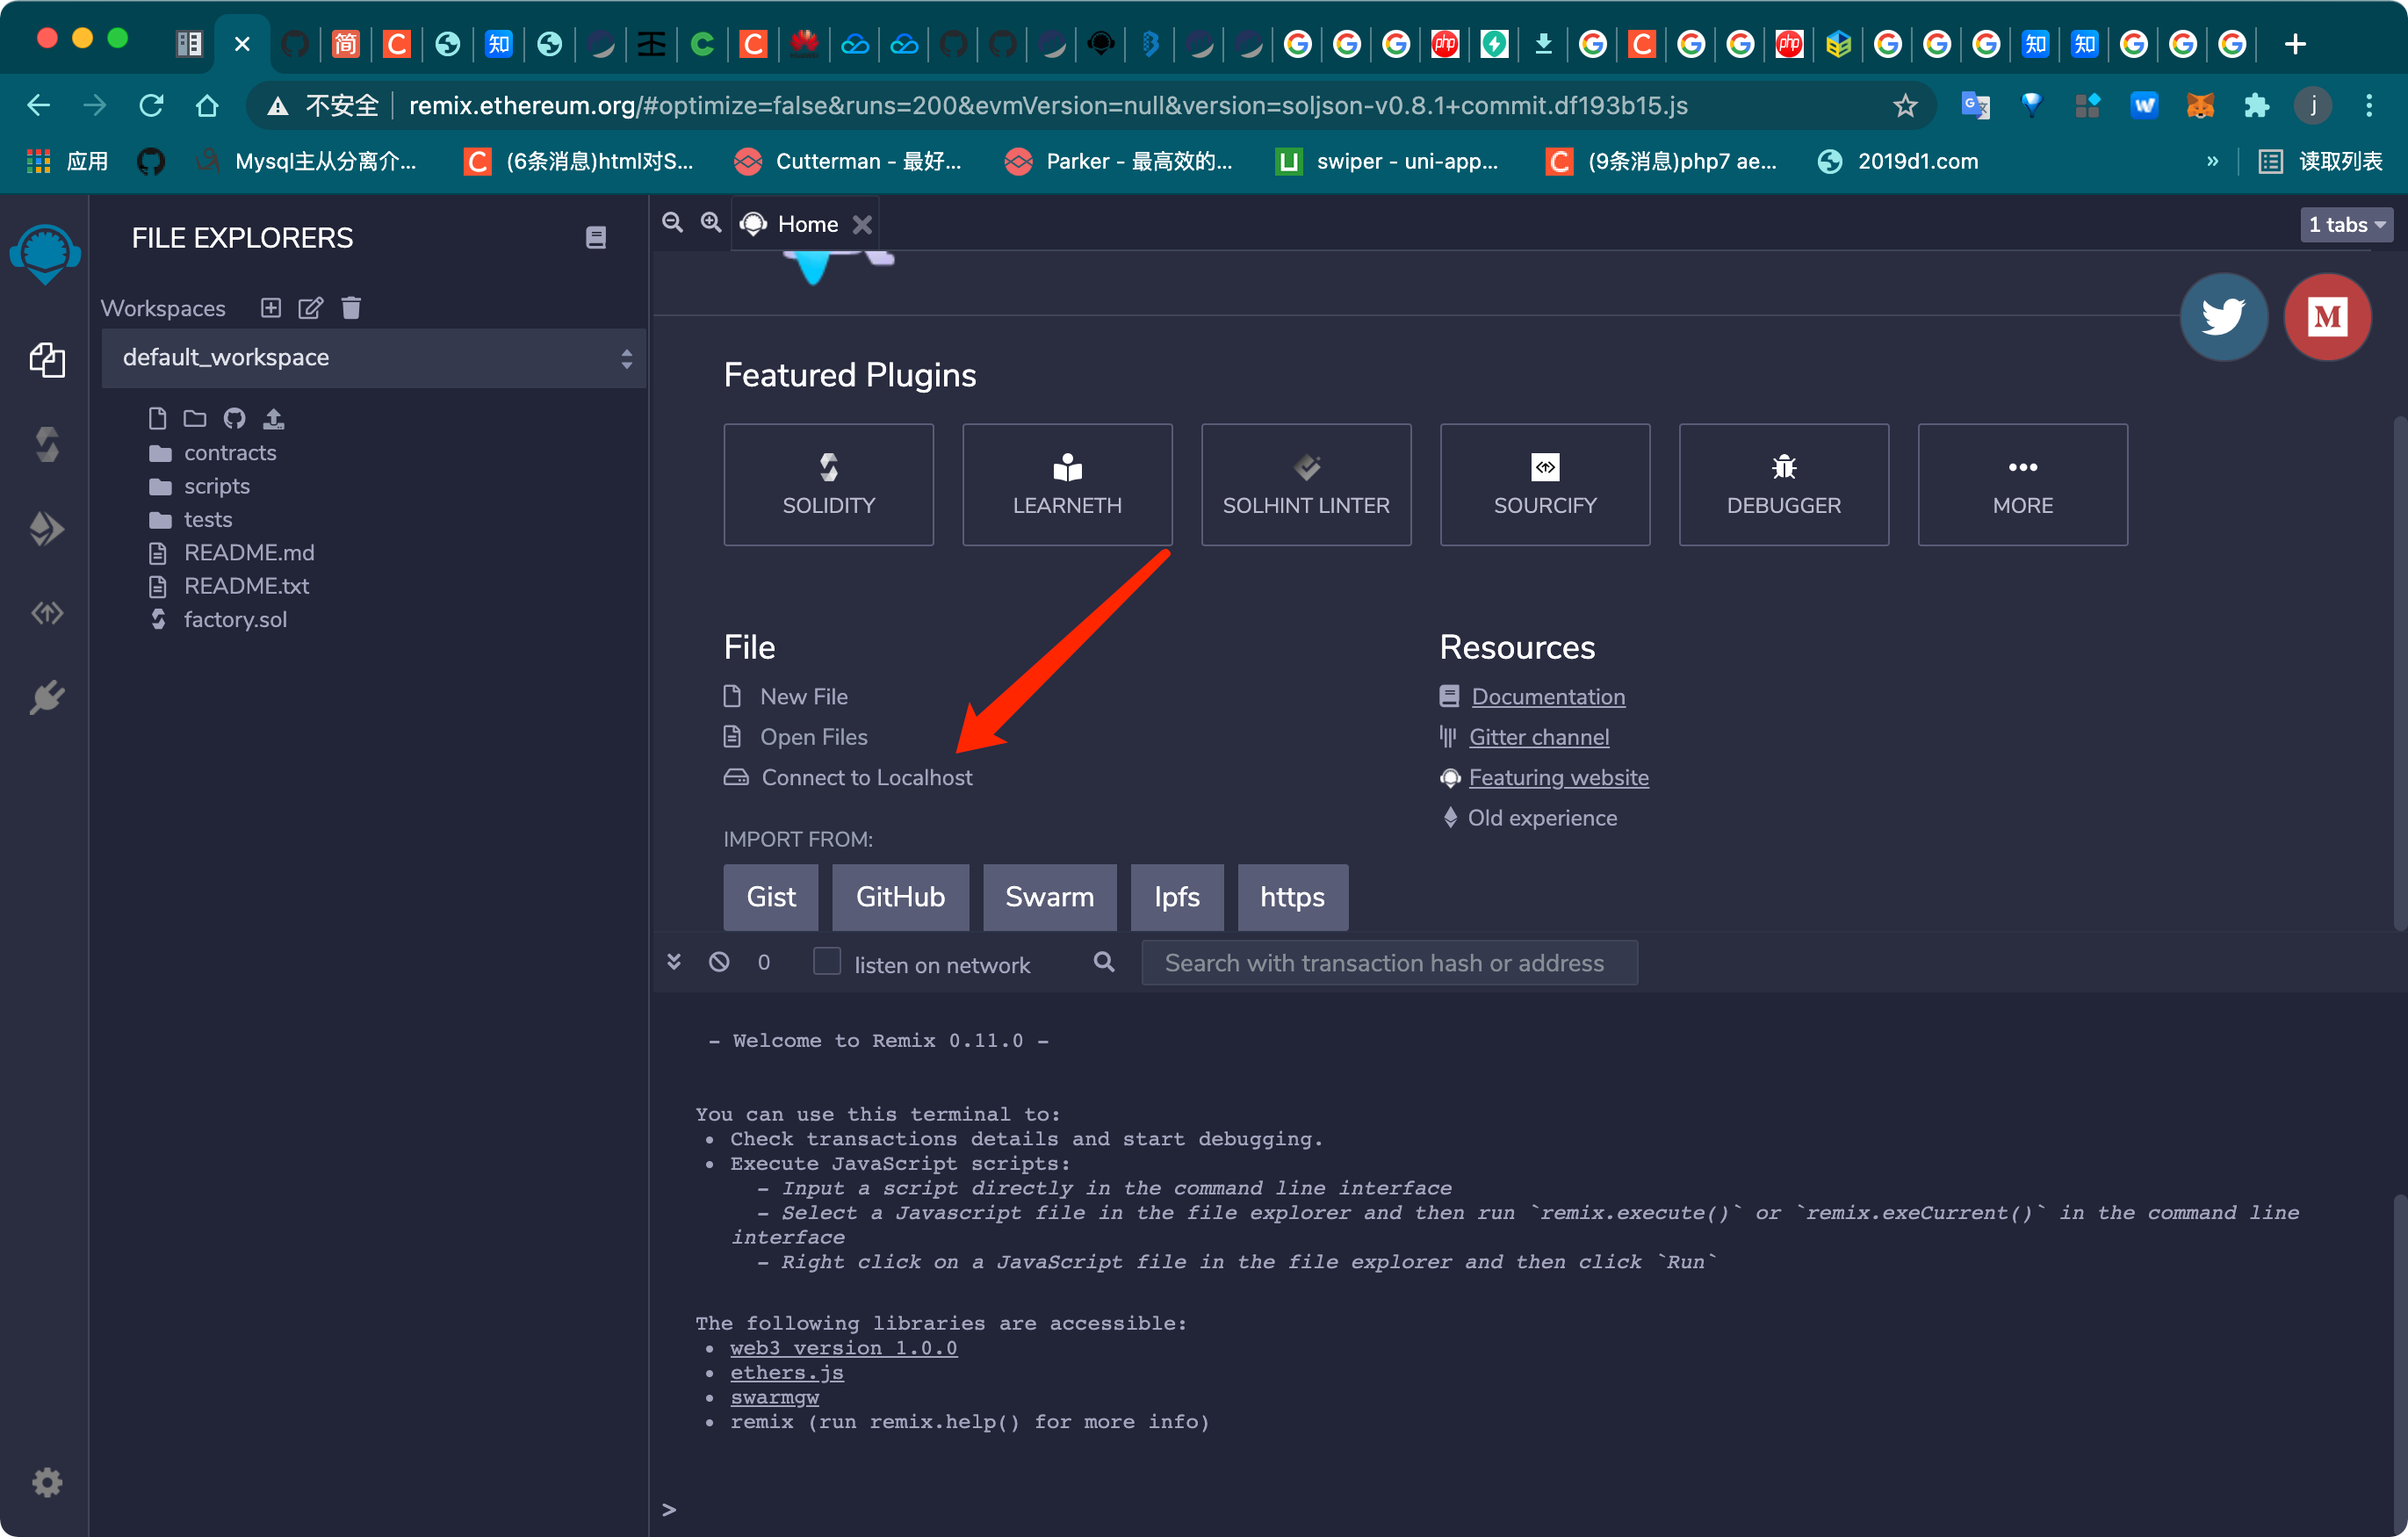 简 C 知 C php C php 知 知
不安全 remix.ethereum.org/#optimize=false&runs=200&evmVersion=null&version=soljson-v0.8.1+commit.df193b15.js
j
应用 Mysql主从分离介... (6条消息)html对S... Cutterman - 最好... Parker - 最高效的... swiper - uni-app... (9条消息)php7 ae... 2019d1.com » 读取列表
FILE EXPLORERS
Workspaces
default_workspace
contracts
scripts
tests
README.md
README.txt
factory.sol
Home
1 tabs
Featured Plugins
SOLIDITY LEARNETH SOLHINT LINTER SOURCIFY DEBUGGER MORE
File
New File
Open Files
Connect to Localhost
IMPORT FROM:
Gist GitHub Swarm Ipfs https
Resources
Documentation
Gitter channel
Featuring website
Old experience
0 listen on network Search with transaction hash or address
- Welcome to Remix 0.11.0 -
You can use this terminal to:
• Check transactions details and start debugging.
• Execute JavaScript scripts:
- Input a script directly in the command line interface
- Select a Javascript file in the file explorer and then run `remix.execute()` or `remix.exeCurrent()` in the command line
interface
- Right click on a JavaScript file in the file explorer and then click `Run`
The following libraries are accessible:
• web3 version 1.0.0
• ethers.js
• swarmgw
• remix (run remix.help() for more info)
>